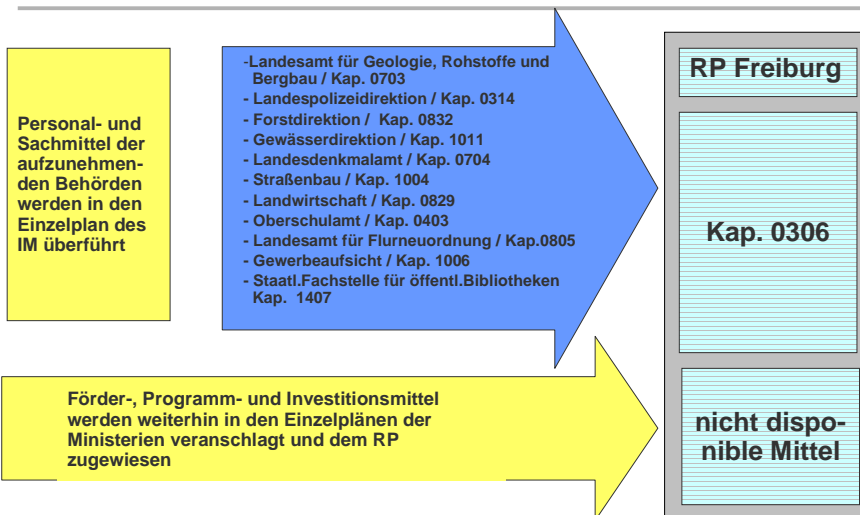 Personal- und
Sachmittel der
aufzunehmen-
den Behörden
werden in den
Einzelplan des
IM überführt
-Landesamt für Geologie, Rohstoffe und
Bergbau / Kap. 0703
- Landespolizeidirektion / Kap. 0314
- Forstdirektion / Kap. 0832
- Gewässerdirektion / Kap. 1011
- Landesdenkmalamt / Kap. 0704
- Straßenbau / Kap. 1004
- Landwirtschaft / Kap. 0829
- Oberschulamt / Kap. 0403
- Landesamt für Flurneuordnung / Kap.0805
- Gewerbeaufsicht / Kap. 1006
- Staatl.Fachstelle für öffentl.Bibliotheken
Kap. 1407
RP Freiburg
Kap. 0306
Förder-, Programm- und Investitionsmittel
werden weiterhin in den Einzelplänen der
Ministerien veranschlagt und dem RP
zugewiesen
nicht dispo-
nible Mittel